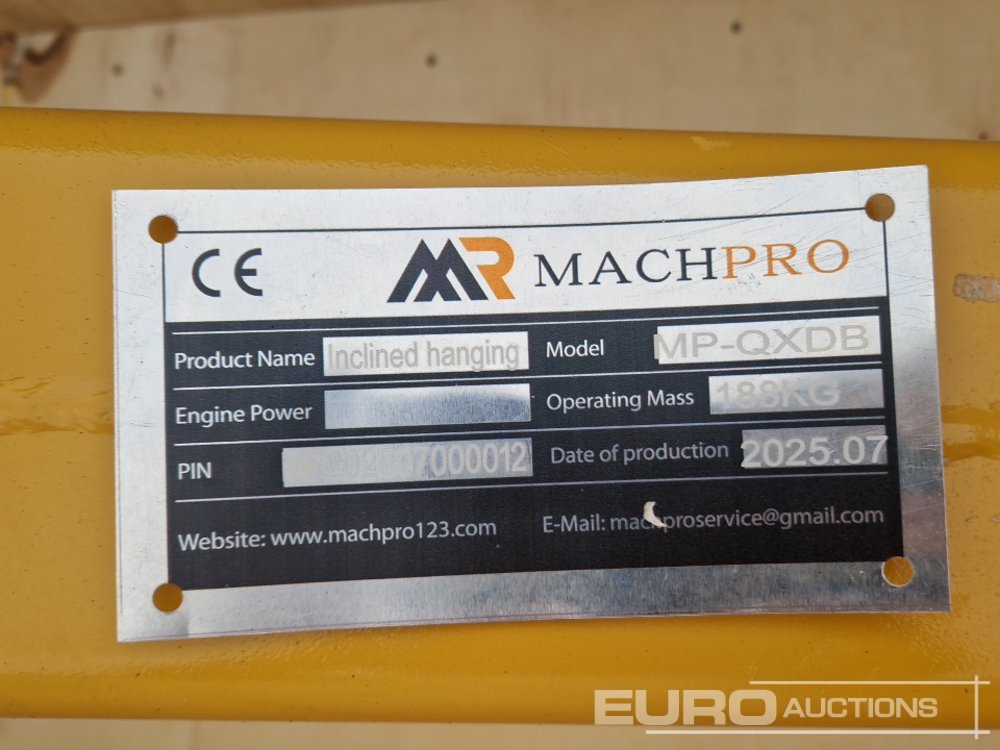 CE MR MACHPRO
Product Name Inclined hanging Model MP-QXDB
Engine Power Operating Mass 188KG
PIN 7000012 Date of production 2025.07
Website: www.machpro123.com E-Mail: machproservice@gmail.com
EURO AUCTIONS